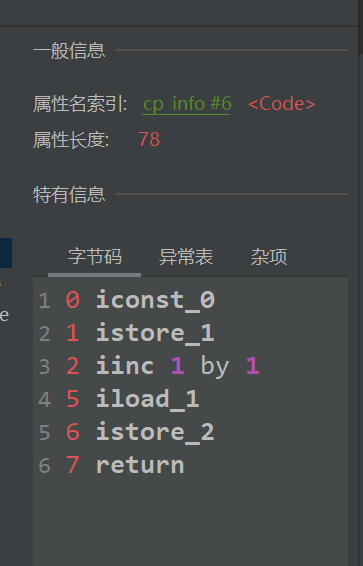 一般信息
属性名索引: cp_info #6 <Code>
属性长度: 78
特有信息
字节码 异常表 杂项
1 0 iconst_0
2 1 istore_1
3 2 iinc 1 by 1
4 5 iload_1
5 6 istore_2
6 7 return
e